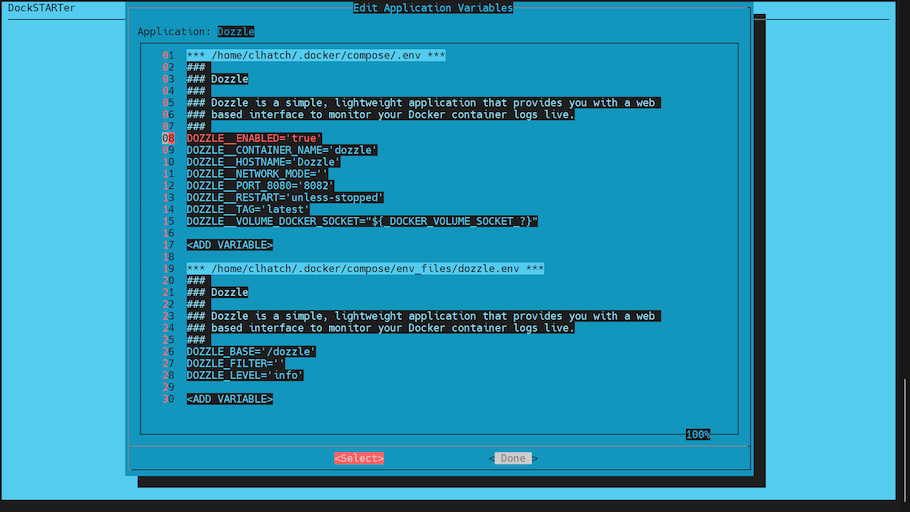 DockSTARTer
Edit Application Variables
Application: Dozzle
01 *** /home/clhatch/.docker/compose/.env ***
02 ###
03 ### Dozzle
04 ###
05 ### Dozzle is a simple, lightweight application that provides you with a web
06 ### based interface to monitor your Docker container logs live.
07 ###
08 DOZZLE__ENABLED='true'
09 DOZZLE__CONTAINER_NAME='dozzle'
10 DOZZLE__HOSTNAME='Dozzle'
11 DOZZLE__NETWORK_MODE=''
12 DOZZLE__PORT_8080='8082'
13 DOZZLE__RESTART='unless-stopped'
14 DOZZLE__TAG='latest'
15 DOZZLE__VOLUME_DOCKER_SOCKET="${_DOCKER_VOLUME_SOCKET_?}"
16
17 <ADD VARIABLE>
18
19 *** /home/clhatch/.docker/compose/env_files/dozzle.env ***
20 ###
21 ### Dozzle
22 ###
23 ### Dozzle is a simple, lightweight application that provides you with a web
24 ### based interface to monitor your Docker container logs live.
25 ###
26 DOZZLE_BASE='/dozzle'
27 DOZZLE_FILTER=''
28 DOZZLE_LEVEL='info'
29
30 <ADD VARIABLE>
100%
<Select> < Done >